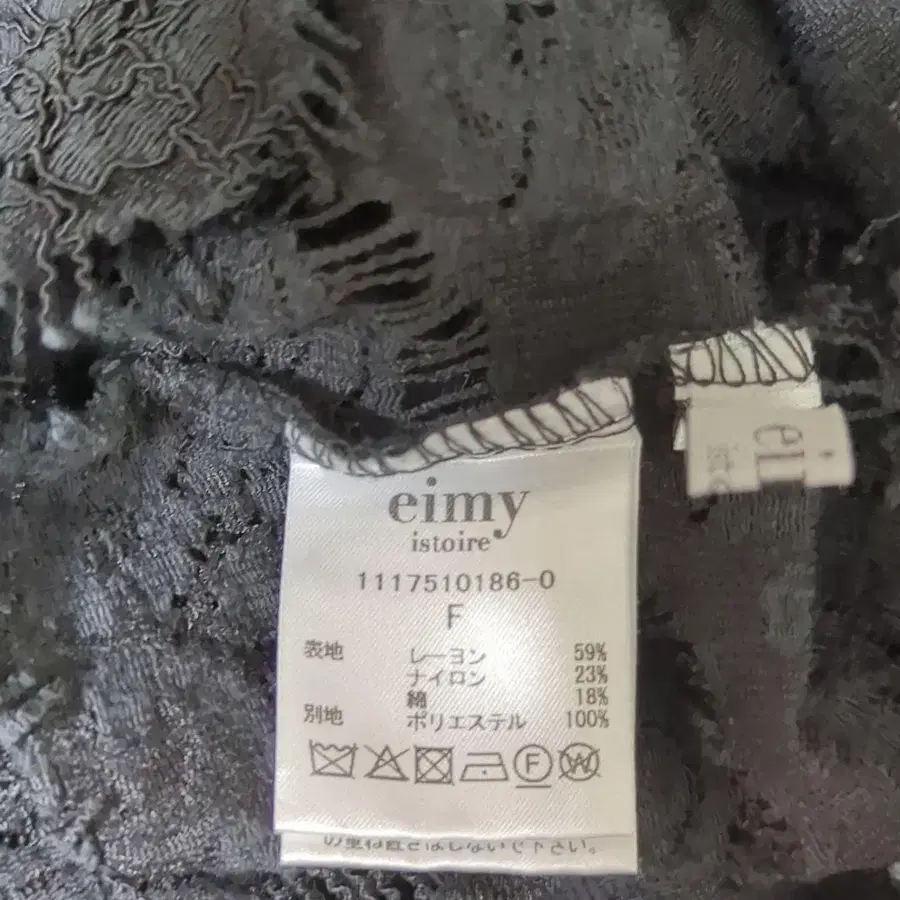 eimy
istoire
1117510186-0
F
表地 レーヨン 59%
ナイロン 23%
綿 18%
別地 ポリエステル 100%
F
W